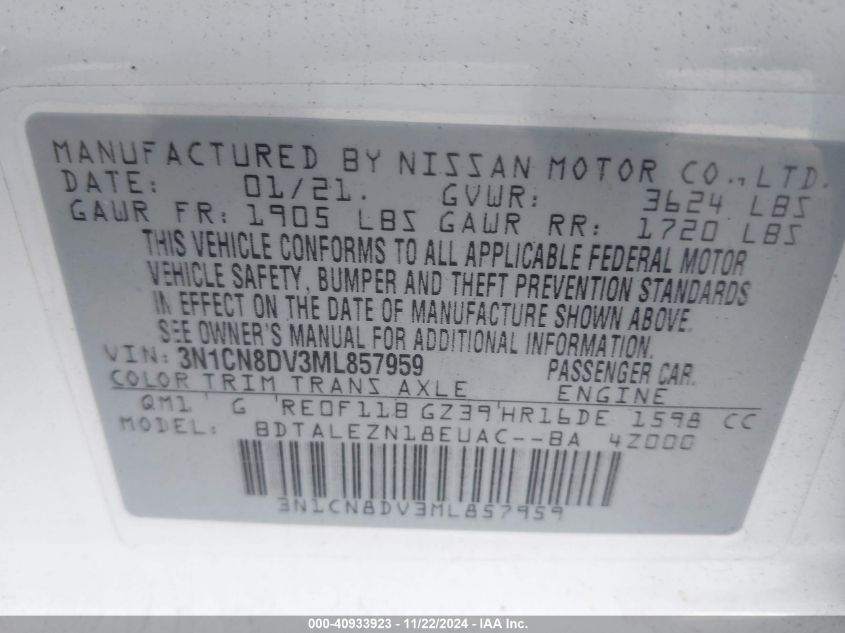 MANUFACTURED BY NISSAN MOTOR CO., LTD.
DATE: 01/21. GVWR: 3624 LBS
GAWR FR: 1905 LBS GAWR RR: 1720 LBS
THIS VEHICLE CONFORMS TO ALL APPLICABLE FEDERAL MOTOR
VEHICLE SAFETY, BUMPER AND THEFT PREVENTION STANDARDS
IN EFFECT ON THE DATE OF MANUFACTURE SHOWN ABOVE.
SEE OWNER'S MANUAL FOR ADDITIONAL INFORMATION.
VIN: 3N1CN8DV3ML857959 PASSENGER CAR.
COLOR TRIM TRANS AXLE ENGINE
QM1 G RE0F11B GZ39 HR16DE 1598 CC
MODEL: BDTALEZN18EUAC--BA 4Z000
3N1CN8DV3ML857959
000-40933923 - 11/22/2024 - IAA Inc.